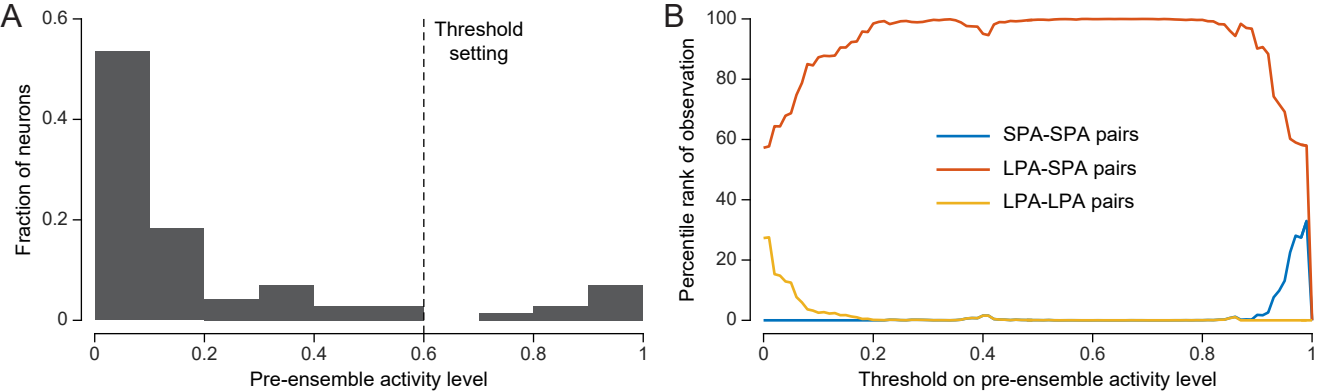 A
0.6
0.4
0.2
0
Fraction of neurons
Threshold
setting
0
0.2
0.4
0.6
0.8
1
Pre-ensemble activity level
B
100
80
60
40
20
0
Percentile rank of observation
SPA-SPA pairs
LPA-SPA pairs
LPA-LPA pairs
0
0.2
0.4
0.6
0.8
1
Threshold on pre-ensemble activity level